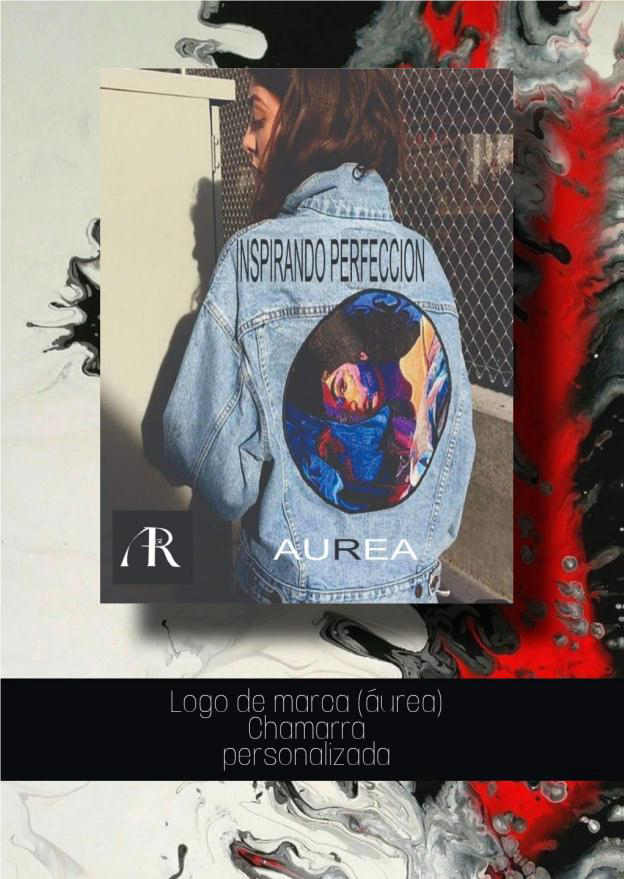 INSPIRANDO PERFECCION
AR
AUREA
Logo de marca (áurea)
Chamarra
personalizada